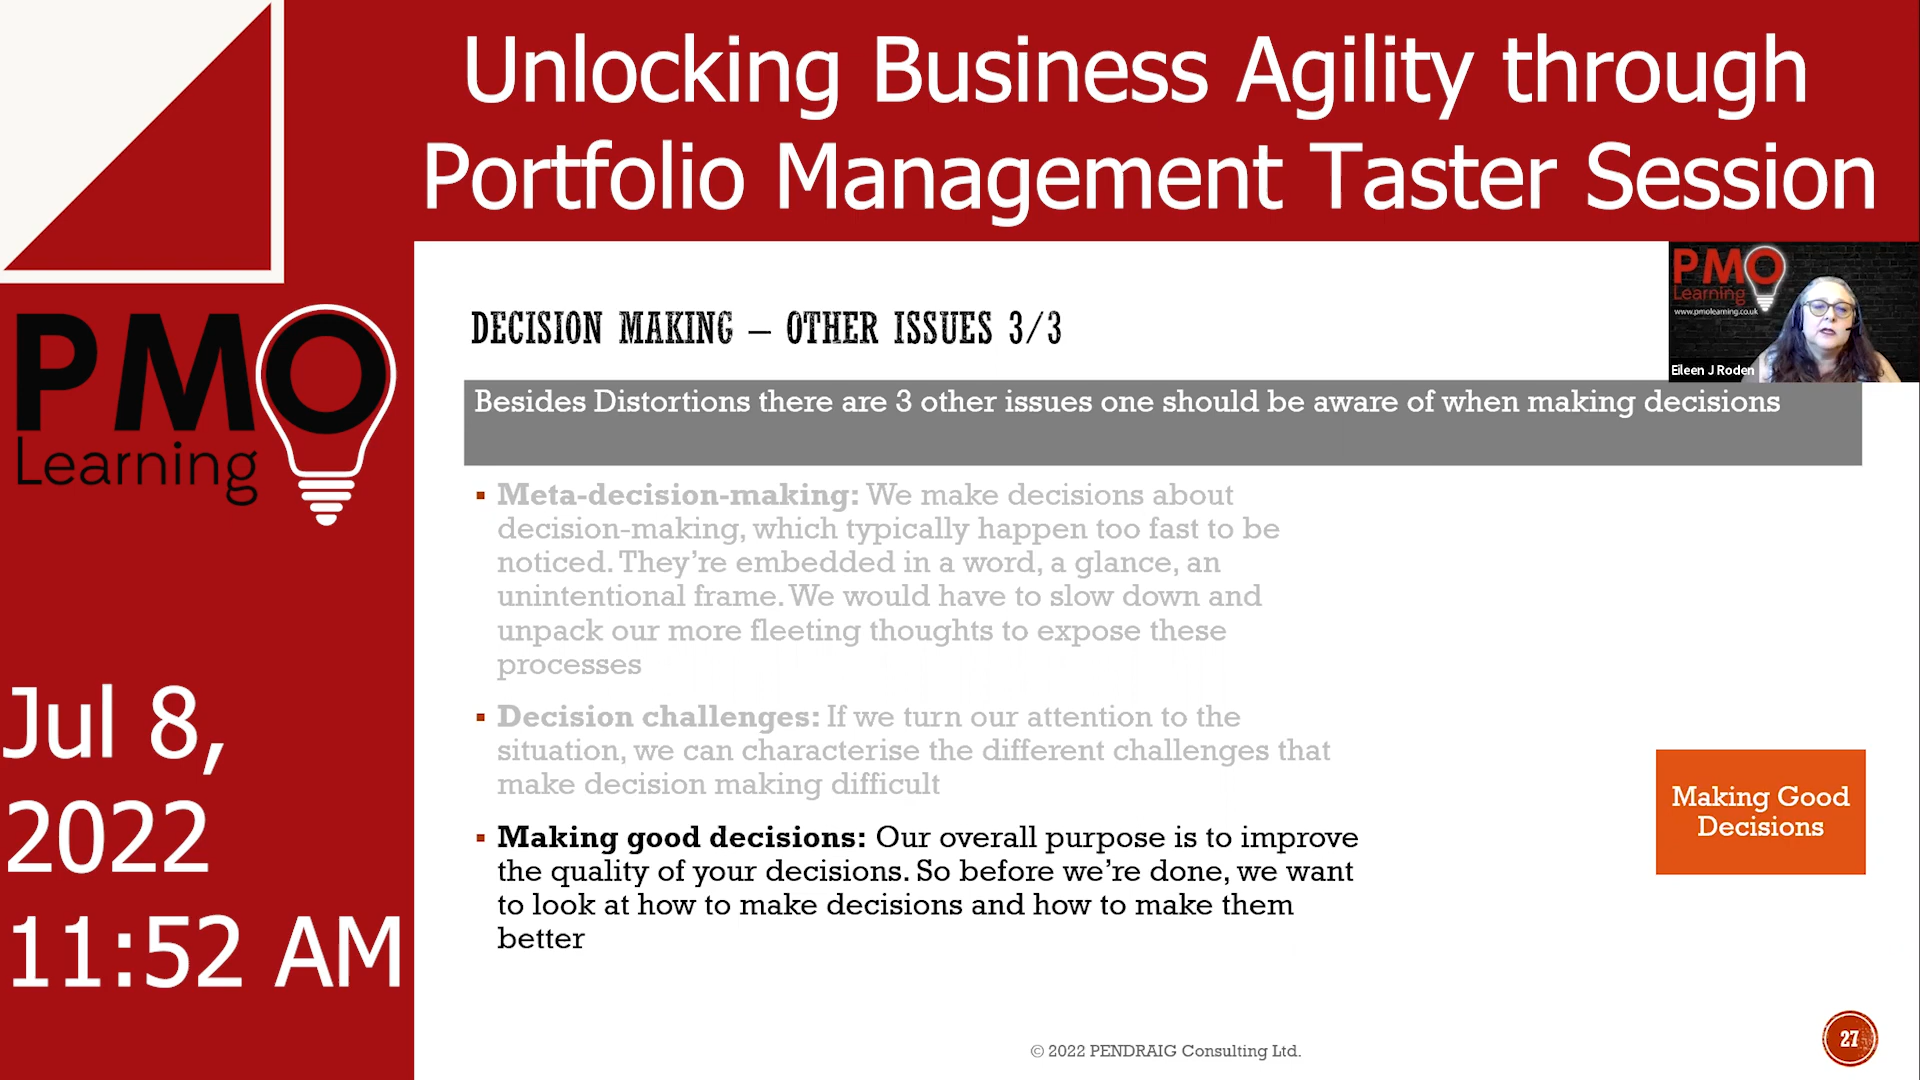 Unlocking Business Agility through
Portfolio Management Taster Session
PMO
Learning
Jul 8,
2022
11:52 AM
PMO
Learning
www.pmolearning.co.uk
Eileen J Roden
DECISION MAKING – OTHER ISSUES 3/3
Besides Distortions there are 3 other issues one should be aware of when making decisions
▪ Meta-decision-making: We make decisions about
decision-making, which typically happen too fast to be
noticed. They’re embedded in a word, a glance, an
unintentional frame. We would have to slow down and
unpack our more fleeting thoughts to expose these
processes
▪ Decision challenges: If we turn our attention to the
situation, we can characterise the different challenges that
make decision making difficult
▪ Making good decisions: Our overall purpose is to improve
the quality of your decisions. So before we’re done, we want
to look at how to make decisions and how to make them
better
Making Good
Decisions
© 2022 PENDRAIG Consulting Ltd.
27